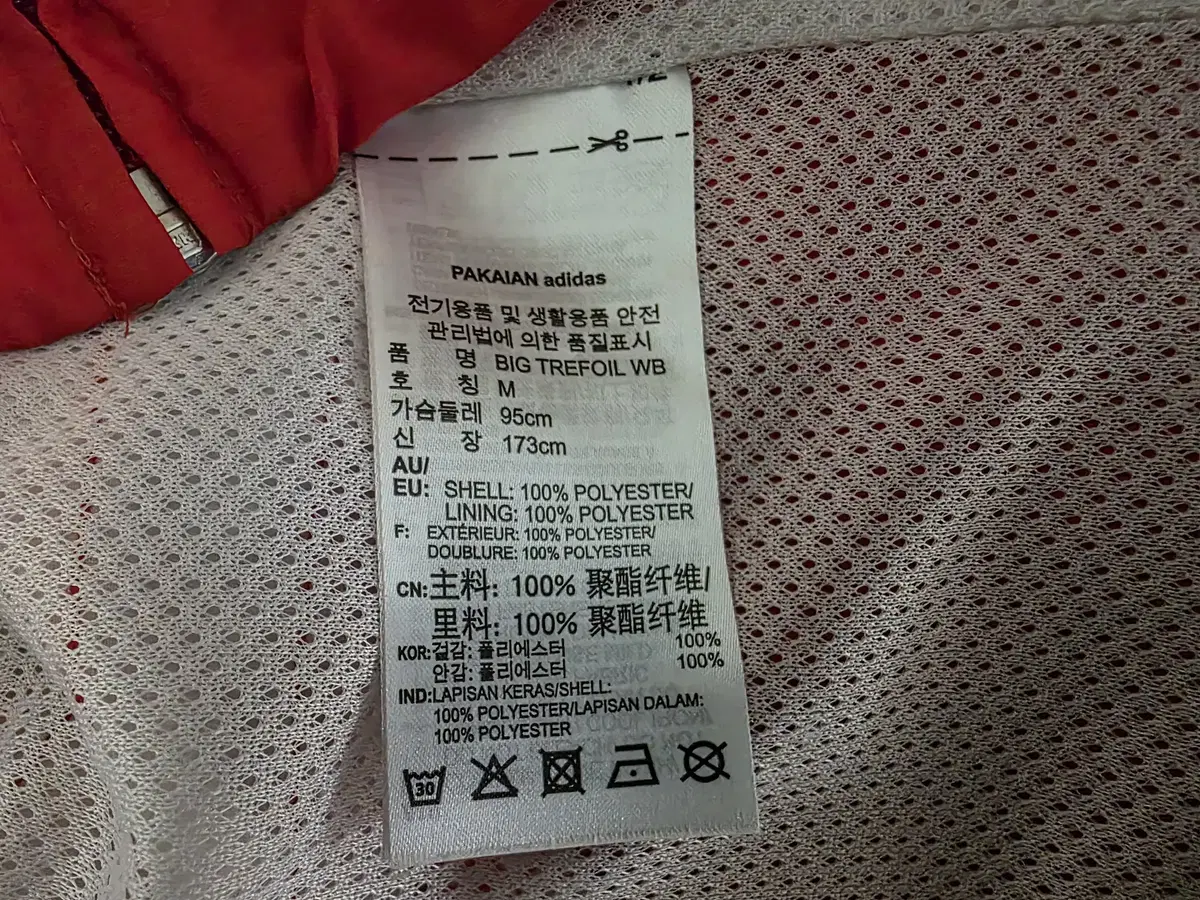 PAKAIAN adidas
전기용품 및 생활용품 안전
관리법에 의한 품질표시
품 명 BIG TREFOIL WB
호 칭 M
가슴둘레 95cm
신 장 173cm
AU/
EU: SHELL: 100% POLYESTER/
LINING: 100% POLYESTER
F: EXTÉRIEUR: 100% POLYESTER/
DOUBLURE: 100% POLYESTER
CN:主料: 100% 聚酯纤维/
里料: 100% 聚酯纤维
KOR:겉감: 폴리에스터 100%
안감: 폴리에스터 100%
IND:LAPISAN KERAS/SHELL:
100% POLYESTER/LAPISAN DALAM:
100% POLYESTER
30